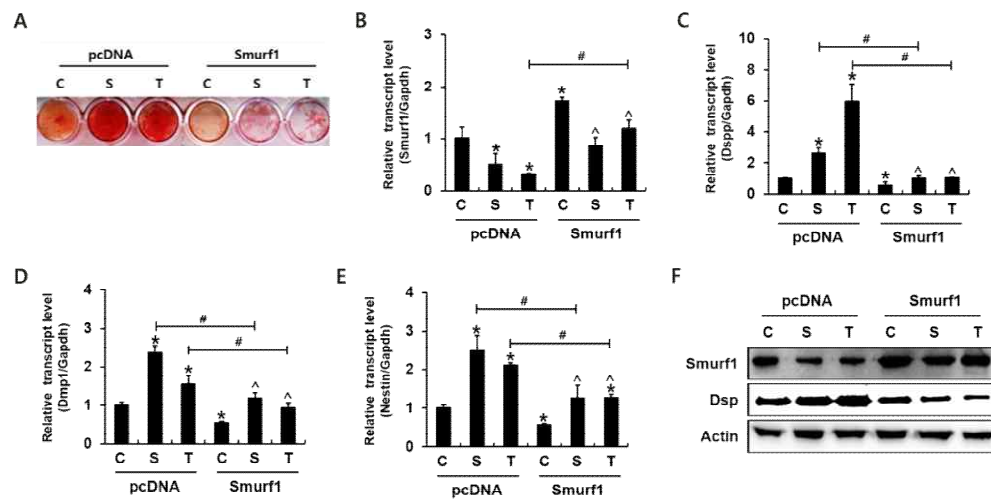 A
pcDNA Smurf1
C S T C S T
B
Relative transcript level
(Smurf1/Gapdh)
3
2
1
0
#
* * * ^ ^
C S T C S T
pcDNA Smurf1
C
Relative transcript level
(Dspp/Gapdh)
10
8
6
4
2
0
#
#
* * * ^ ^
C S T C S T
pcDNA Smurf1
D
Relative transcript level
(Dmp1/Gapdh)
4
3
2
1
0
#
#
* * * ^ ^
C S T C S T
pcDNA Smurf1
E
Relative transcript level
(Nestin/Gapdh)
4
3
2
1
0
#
#
* * * ^ ^
*
C S T C S T
pcDNA Smurf1
F
pcDNA Smurf1
C S T C S T
Smurf1
Dsp
Actin